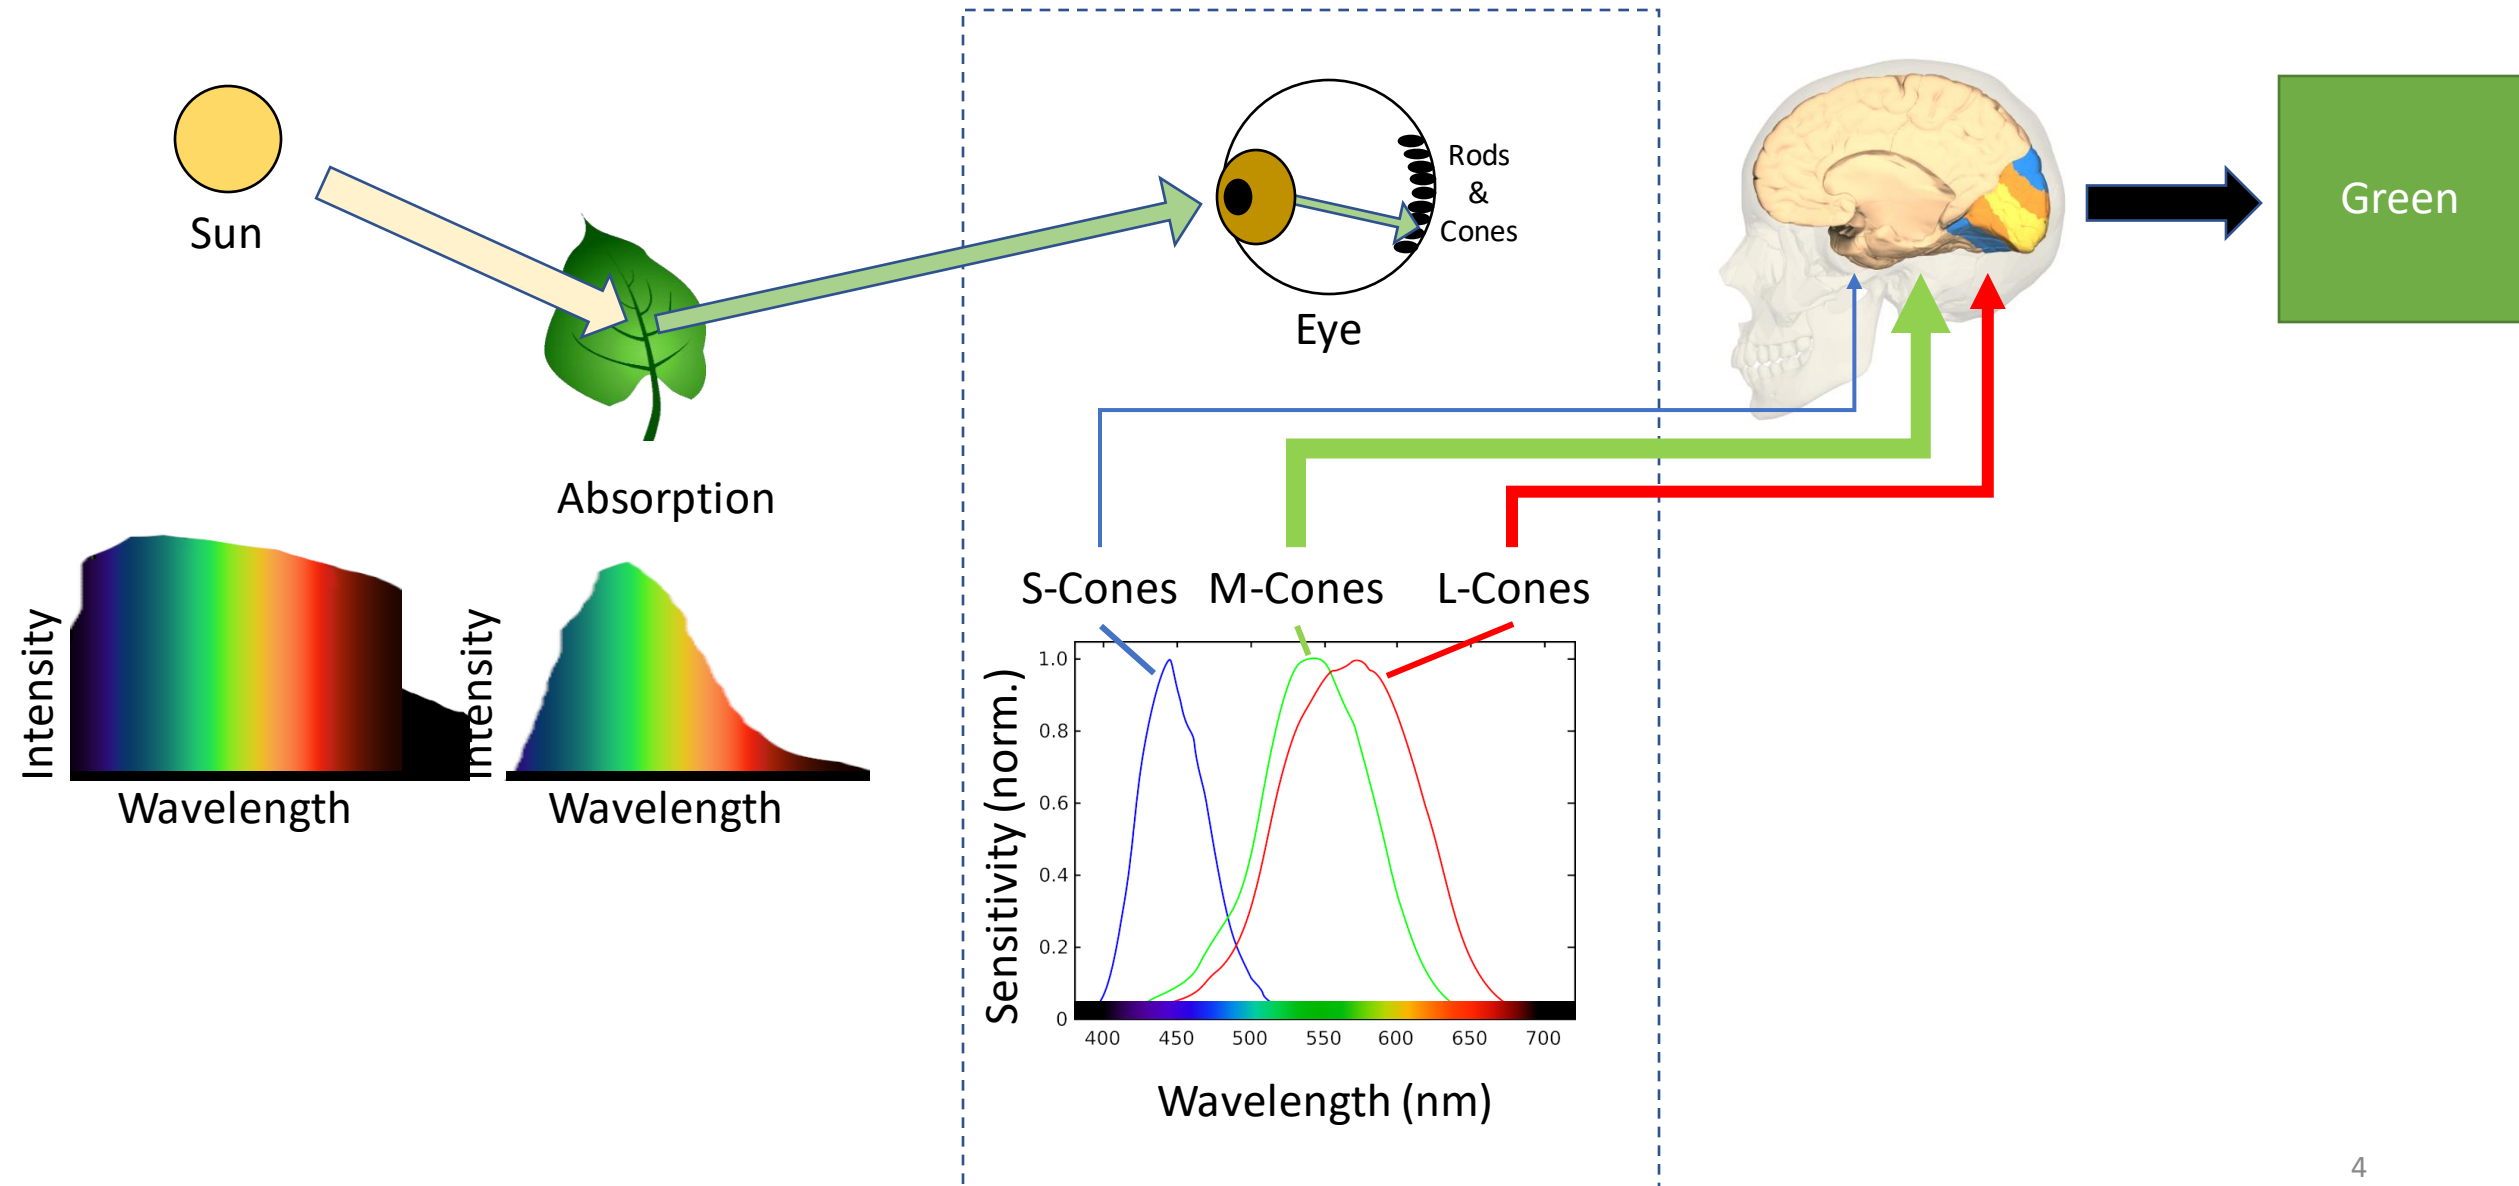 Sun
Absorption
Intensity
Wavelength
Intensity
Wavelength
Rods
&
Cones
Eye
S-Cones M-Cones L-Cones
Sensitivity (norm.)
1.0
0.8
0.6
0.4
0.2
0
400 450 500 550 600 650 700
Wavelength (nm)
Green
4